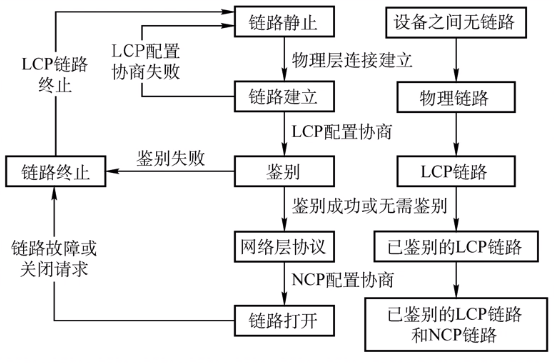 链路静止
设备之间无链路
LCP配置
协商失败
LCP链路
终止
物理层连接建立
链路建立
物理链路
LCP配置协商
鉴别失败
链路终止
鉴别
LCP链路
鉴别成功或无需鉴别
链路故障或
关闭请求
网络层协议
已鉴别的LCP链路
NCP配置协商
链路打开
已鉴别的LCP链路
和NCP链路